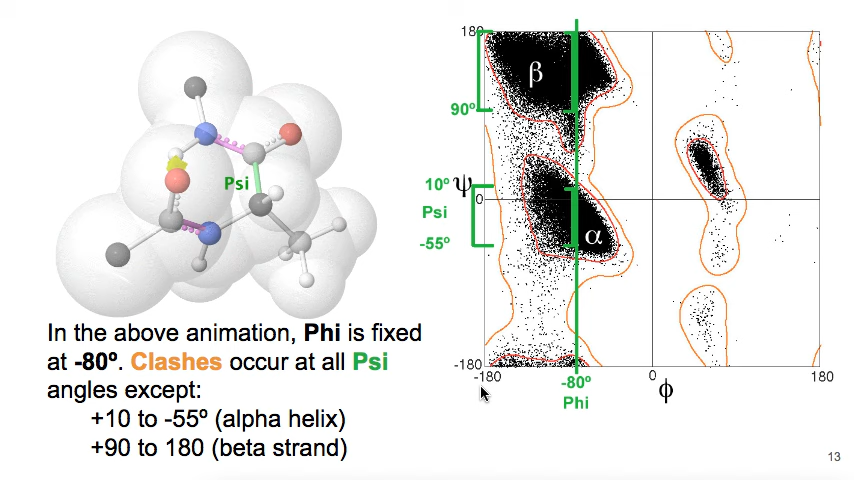 Psi
In the above animation, Phi is fixed
at -80º. Clashes occur at all Psi
angles except:
+10 to -55º (alpha helix)
+90 to 180 (beta strand)
180
β
90º
10º
ψ
0
Psi
-55º
α
-180
-180
-80º
Phi
0
ϕ
180
13